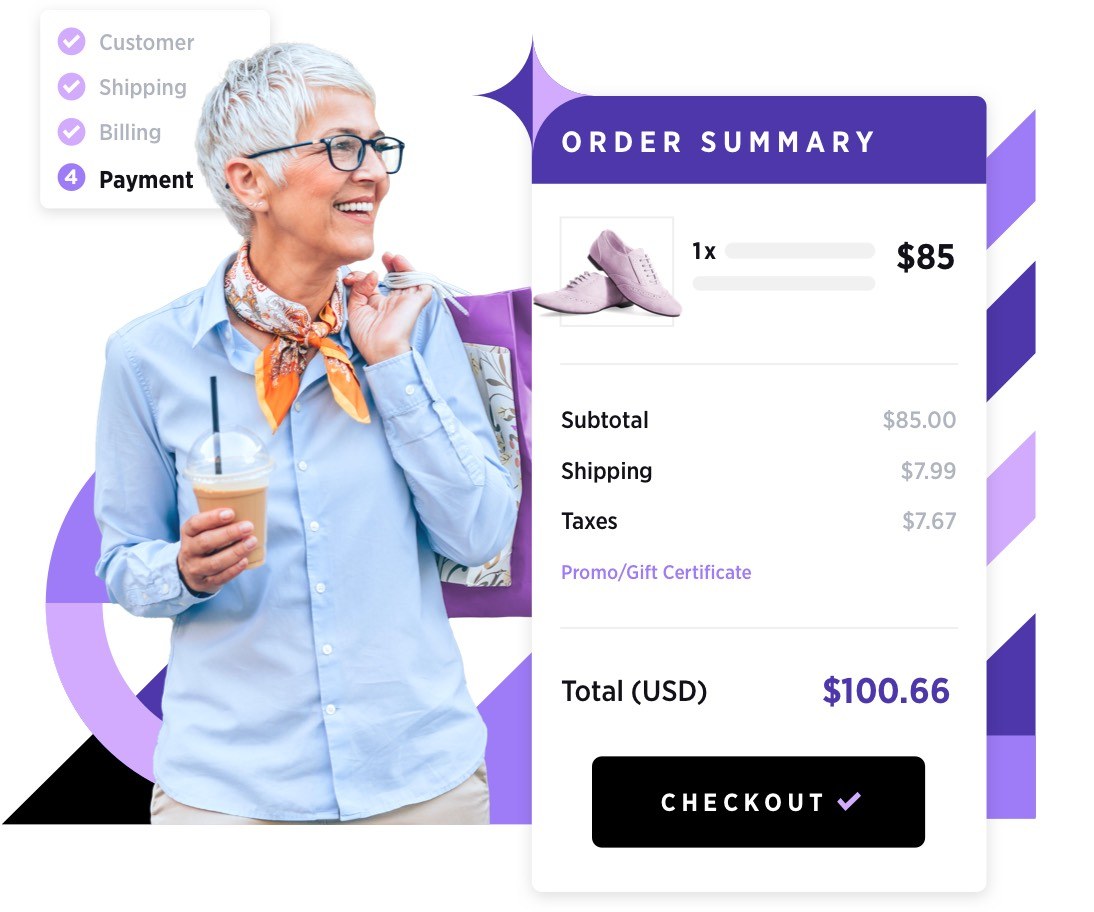 Customer
Shipping
Billing
4 Payment
ORDER SUMMARY
1x $85
Subtotal $85.00
Shipping $7.99
Taxes $7.67
Promo/Gift Certificate
Total (USD) $100.66
CHECKOUT